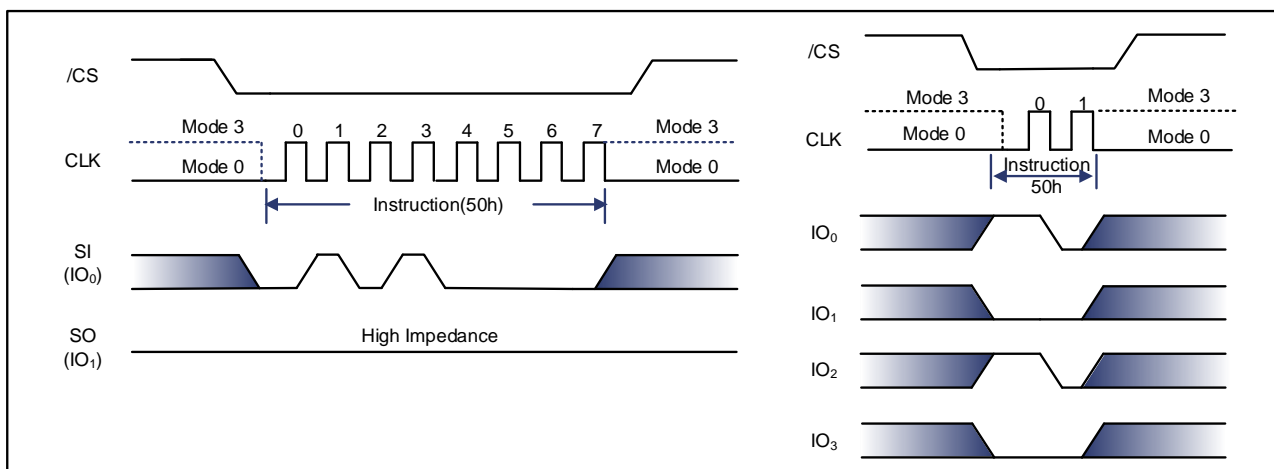 /CS
Mode 3
0 1 2 3 4 5 6 7
Mode 3
CLK
Mode 0
Mode 0
Instruction(50h)
SI
(IO0)
High Impedance
SO
(IO1)
/CS
Mode 3
0 1
Mode 3
CLK
Mode 0
Mode 0
Instruction
50h
IO0
IO1
IO2
IO3